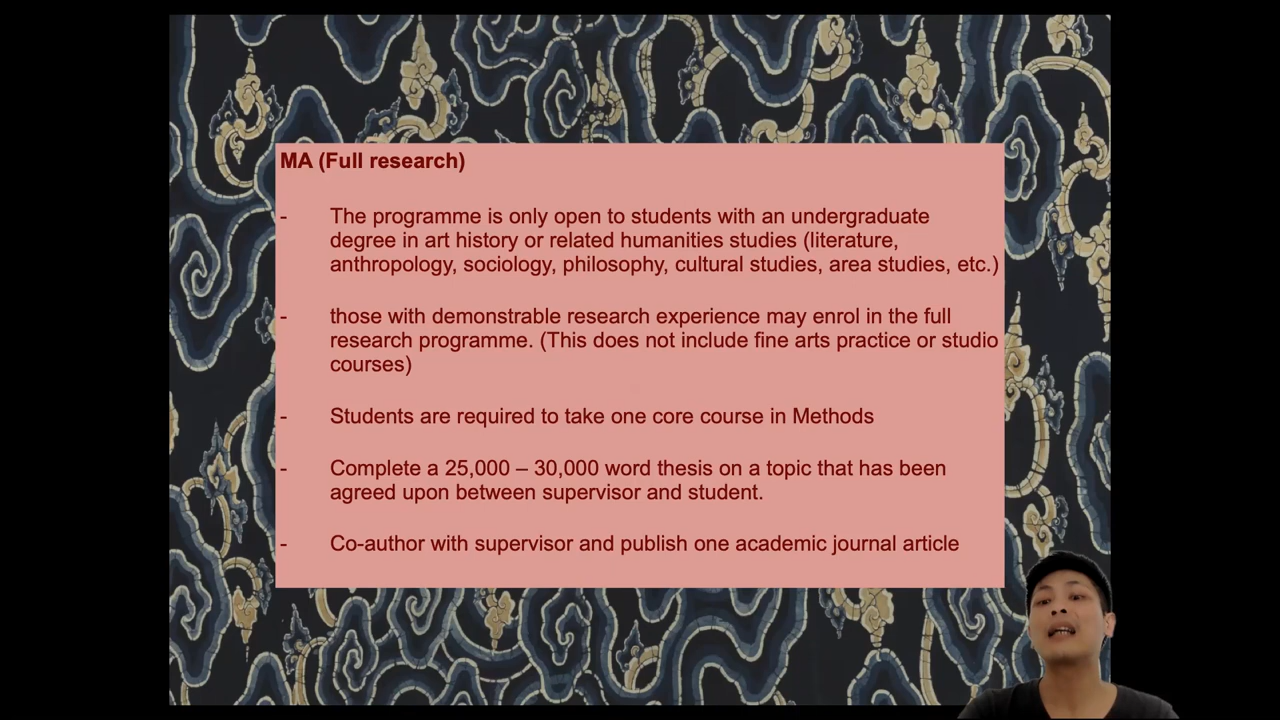 MA (Full research)
- The programme is only open to students with an undergraduate
degree in art history or related humanities studies (literature,
anthropology, sociology, philosophy, cultural studies, area studies, etc.)
- those with demonstrable research experience may enrol in the full
research programme. (This does not include fine arts practice or studio
courses)
- Students are required to take one core course in Methods
- Complete a 25,000 – 30,000 word thesis on a topic that has been
agreed upon between supervisor and student.
- Co-author with supervisor and publish one academic journal article